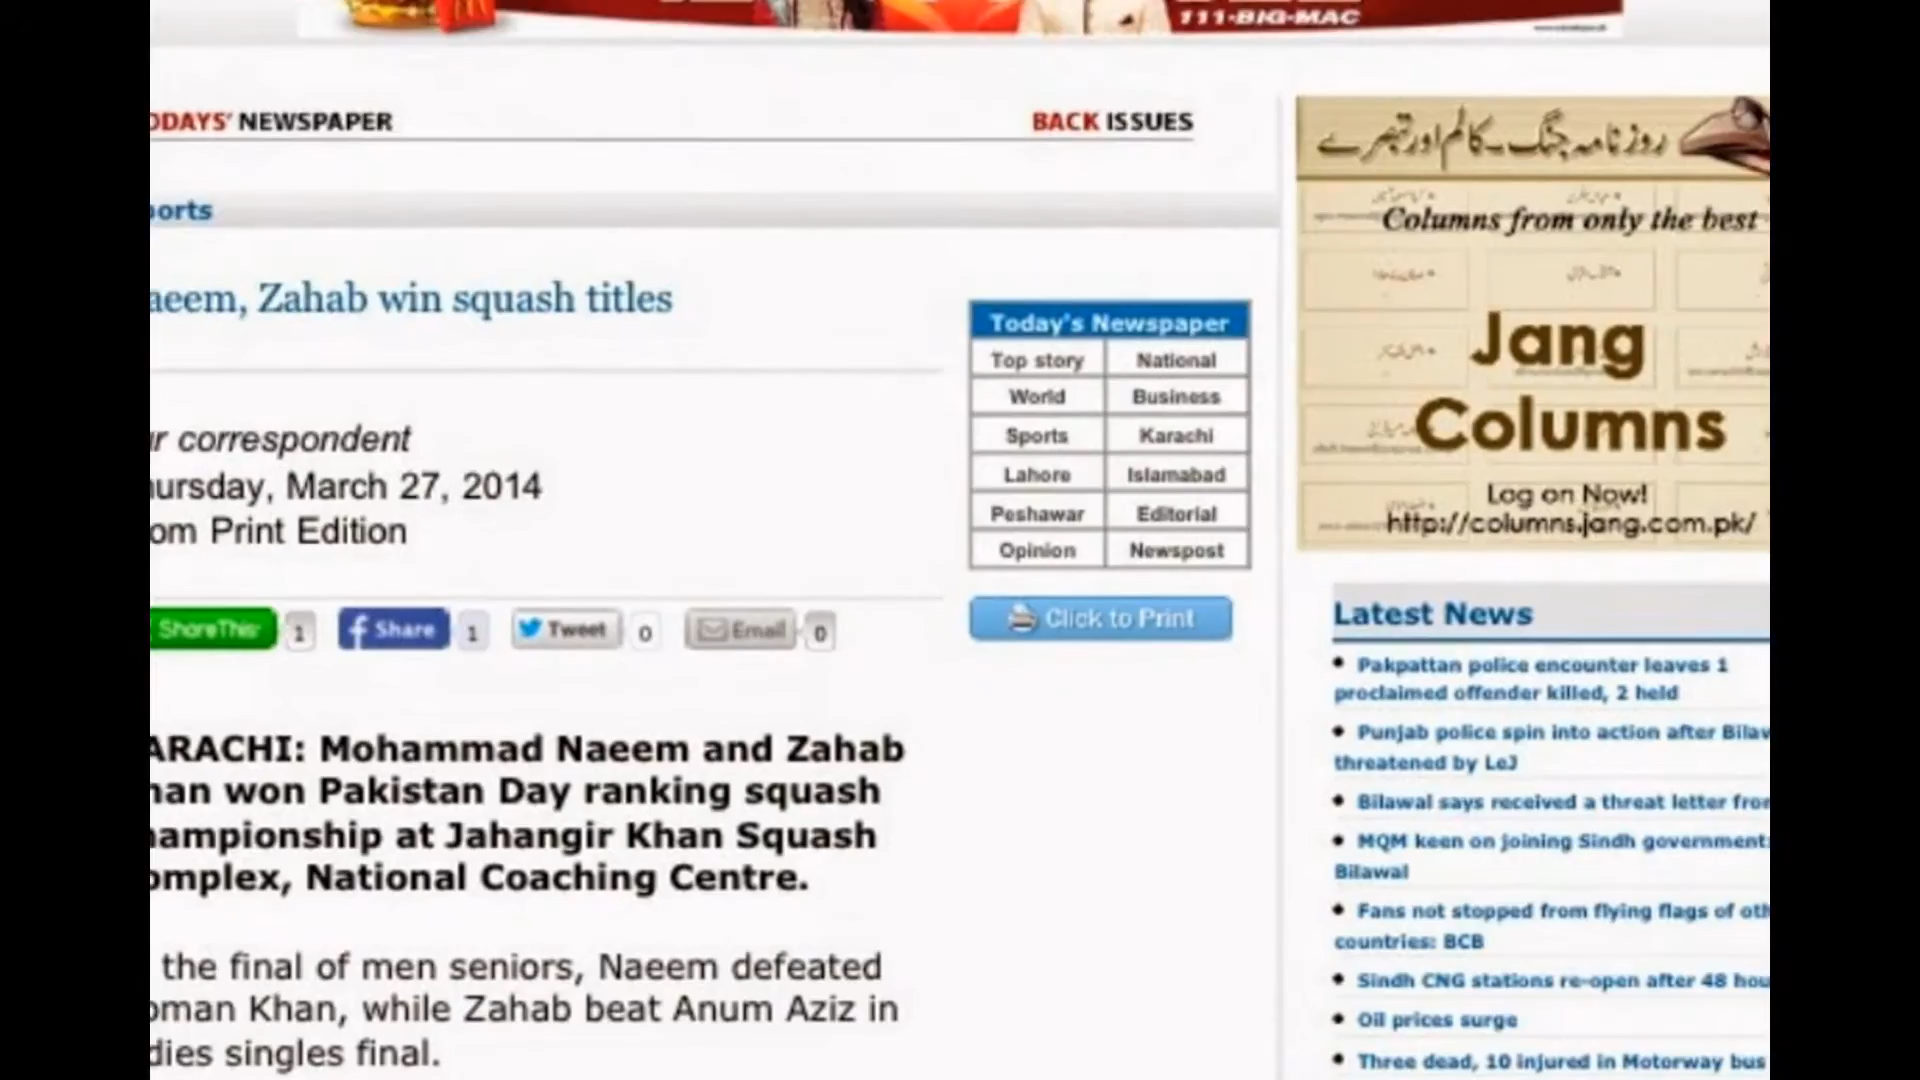 111-BIG-MAC
ODAYS' NEWSPAPER
BACK ISSUES
ports
aeem, Zahab win squash titles
ur correspondent
hursday, March 27, 2014
om Print Edition
ShareThis 1 Share 1 Tweet 0 Email 0
ARACHI: Mohammad Naeem and Zahab
han won Pakistan Day ranking squash
hampionship at Jahangir Khan Squash
omplex, National Coaching Centre.
the final of men seniors, Naeem defeated
oman Khan, while Zahab beat Anum Aziz in
dies singles final.
Today's Newspaper
Top story National
World Business
Sports Karachi
Lahore Islamabad
Peshawar Editorial
Opinion Newspost
Click to Print
روزنامہ جنگ۔کالم اور تبصرے
Columns from only the best
Jang
Columns
Log on Now!
http://columns.jang.com.pk/
Latest News
• Pakpattan police encounter leaves 1
proclaimed offender killed, 2 held
• Punjab police spin into action after Bilaw
threatened by LeJ
• Bilawal says received a threat letter from
• MQM keen on joining Sindh government:
Bilawal
• Fans not stopped from flying flags of oth
countries: BCB
• Sindh CNG stations re-open after 48 hou
• Oil prices surge
• Three dead, 10 injured in Motorway bus